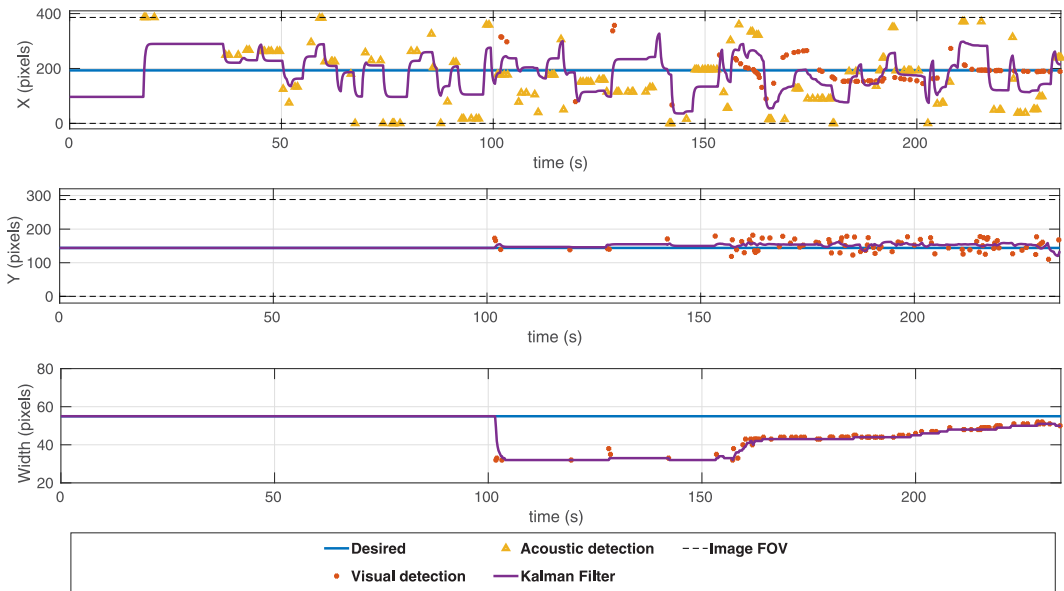 400
200
0
X (pixels)
0
50
100
150
200
time (s)
300
200
100
0
Y (pixels)
0
50
100
150
200
time (s)
80
60
40
20
Width (pixels)
0
50
100
150
200
time (s)
Desired
Acoustic detection
Image FOV
Visual detection
Kalman Filter